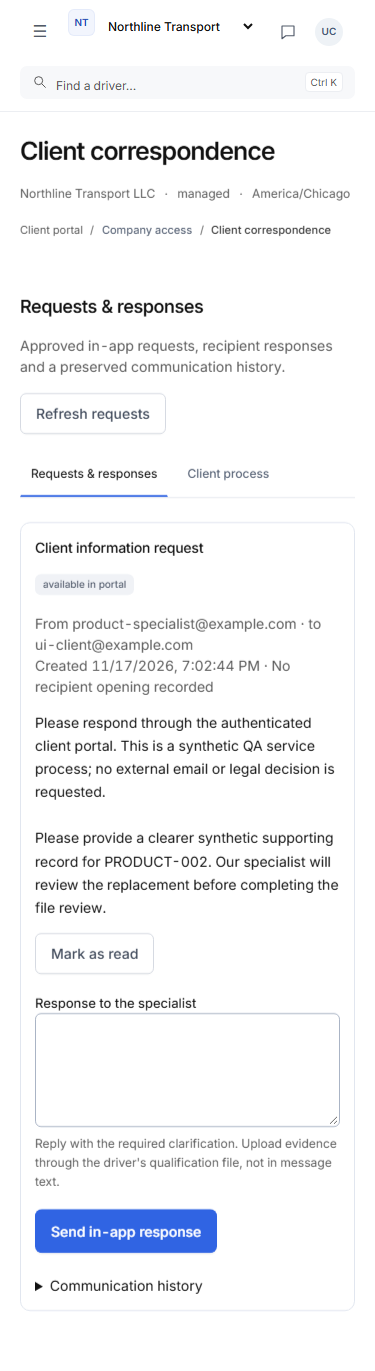 NT
Northline Transport
UC
Find a driver...
Ctrl K
Client correspondence
Northline Transport LLC · managed · America/Chicago
Client portal / Company access / Client correspondence
Requests & responses
Approved in-app requests, recipient responses
and a preserved communication history.
Refresh requests
Requests & responses
Client process
Client information request
available in portal
From product-specialist@example.com · to
ui-client@example.com
Created 11/17/2026, 7:02:44 PM · No
recipient opening recorded
Please respond through the authenticated
client portal. This is a synthetic QA service
process; no external email or legal decision is
requested.
Please provide a clearer synthetic supporting
record for PRODUCT-002. Our specialist will
review the replacement before completing the
file review.
Mark as read
Response to the specialist
Reply with the required clarification. Upload evidence
through the driver's qualification file, not in message
text.
Send in-app response
Communication history